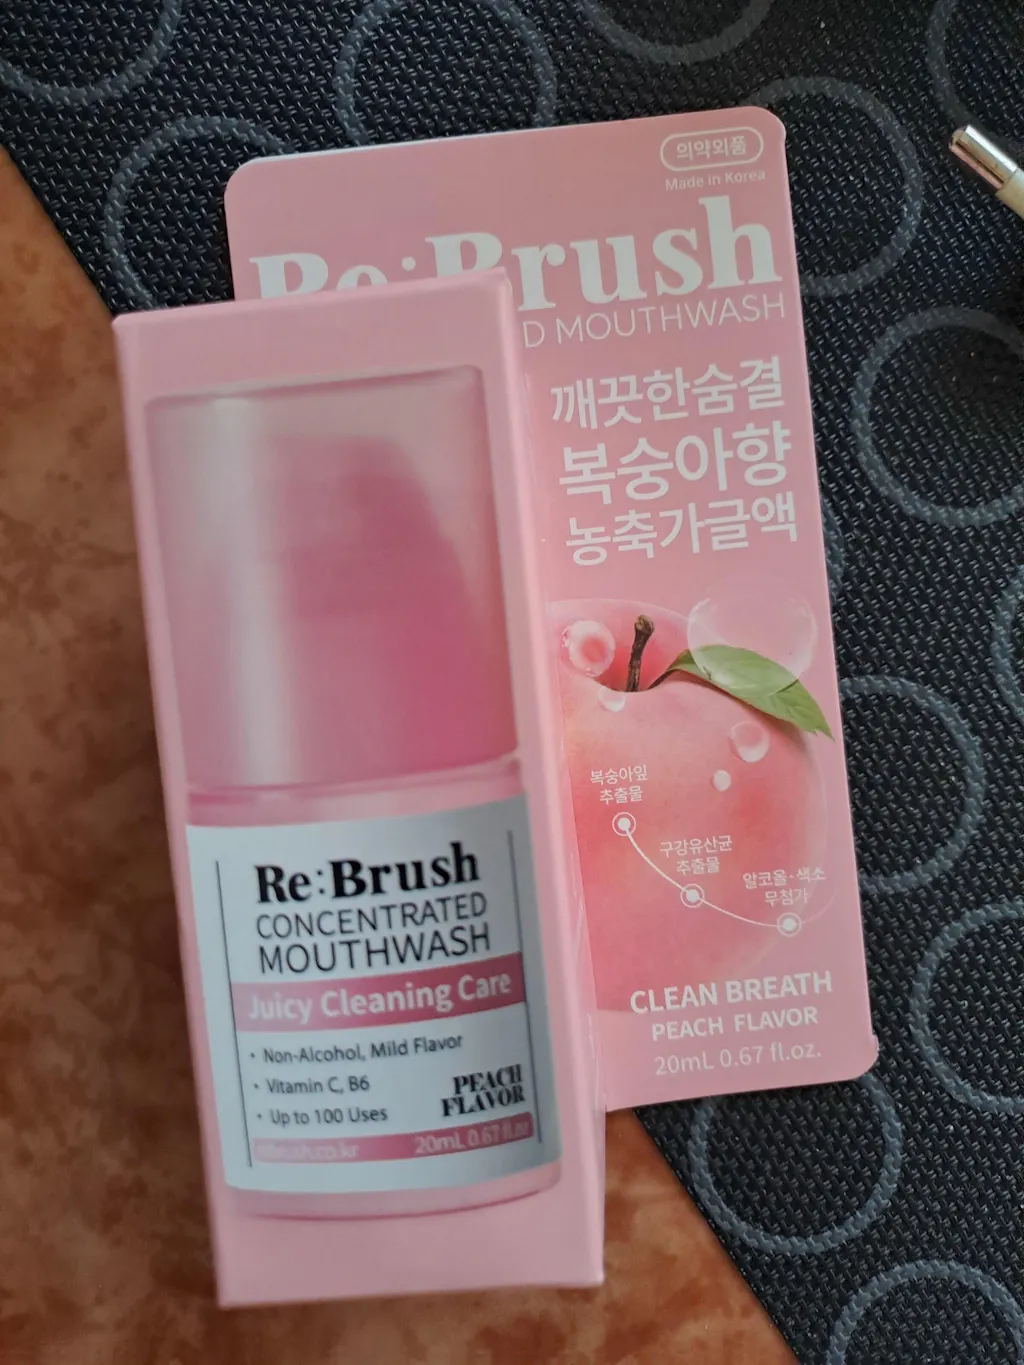 의약외품
Made in Korea
Re:Brush
D MOUTHWASH
깨끗한숨결
복숭아향
농축가글액
복숭아잎
추출물
구강유산균
추출물
알코올·색소
무첨가
CLEAN BREATH
PEACH FLAVOR
20mL 0.67 fl.oz.
Re:Brush
CONCENTRATED
MOUTHWASH
Juicy Cleaning Care
• Non-Alcohol, Mild Flavor
• Vitamin C, B6
• Up to 100 Uses
PEACH
FLAVOR
20mL 0.67 fl.oz